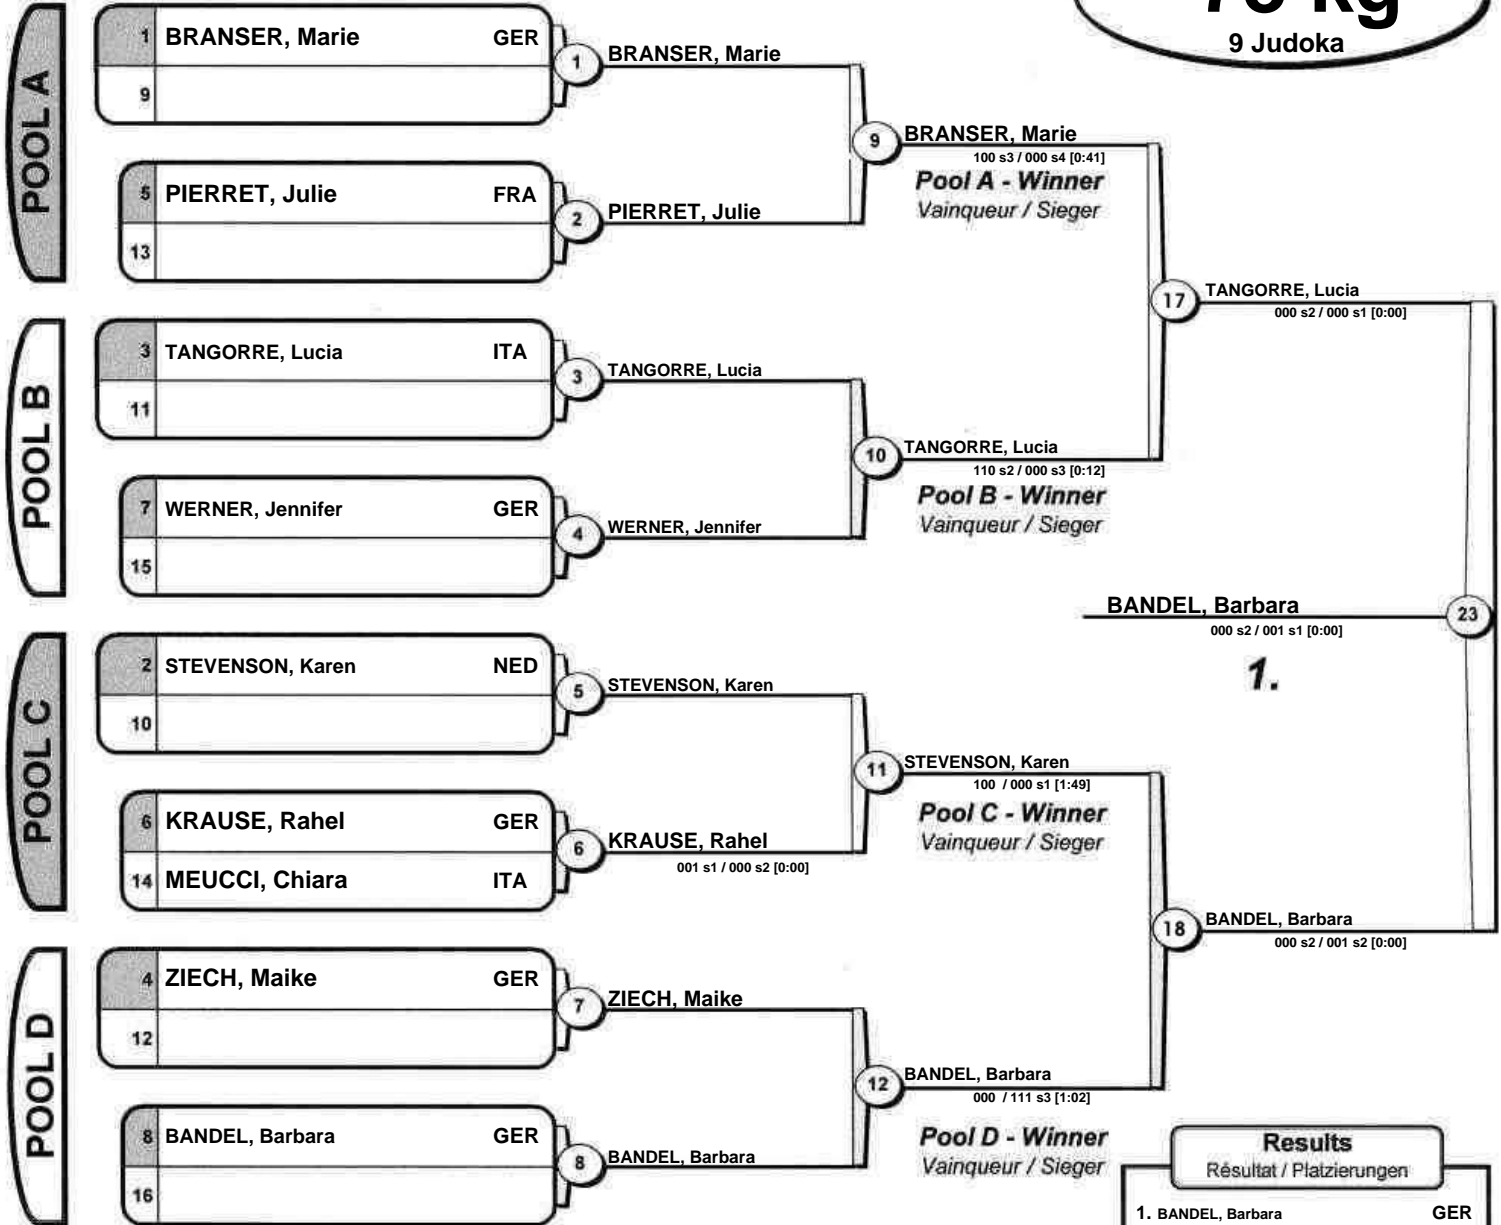 78 kg
9 Judoka
POOL A
1 BRANSER, Marie GER
9
1 BRANSER, Marie
5 PIERRET, Julie FRA
13
2 PIERRET, Julie
9 BRANSER, Marie
100 s3 / 000 s4 [0:41]
Pool A - Winner
Vainqueur / Sieger
POOL B
3 TANGORRE, Lucia ITA
11
3 TANGORRE, Lucia
7 WERNER, Jennifer GER
15
4 WERNER, Jennifer
10 TANGORRE, Lucia
110 s2 / 000 s3 [0:12]
Pool B - Winner
Vainqueur / Sieger
17 TANGORRE, Lucia
000 s2 / 000 s1 [0:00]
BANDEL, Barbara 23
000 s2 / 001 s1 [0:00]
1.
POOL C
2 STEVENSON, Karen NED
10
5 STEVENSON, Karen
6 KRAUSE, Rahel GER
14 MEUCCI, Chiara ITA
6 KRAUSE, Rahel
001 s1 / 000 s2 [0:00]
11 STEVENSON, Karen
100 / 000 s1 [1:49]
Pool C - Winner
Vainqueur / Sieger
POOL D
4 ZIECH, Maike GER
12
7 ZIECH, Maike
8 BANDEL, Barbara GER
16
8 BANDEL, Barbara
12 BANDEL, Barbara
000 / 111 s3 [1:02]
Pool D - Winner
Vainqueur / Sieger
18 BANDEL, Barbara
000 s2 / 001 s2 [0:00]
Results
Résultat / Platzierungen
1. BANDEL, Barbara GER